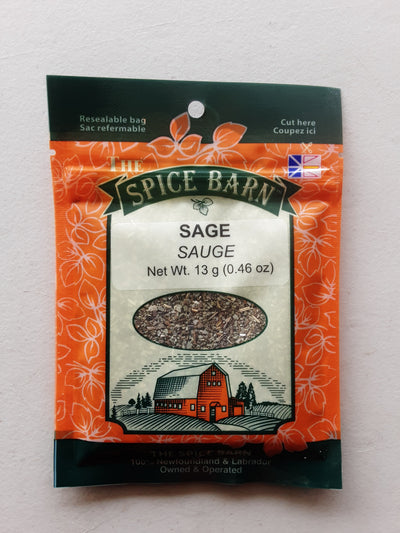 Resealable bag
Sac refermable
Cut here
Coupez ici
THE
SPICE BARN
SAGE
SAUGE
Net Wt. 13 g (0.46 oz)
THE SPICE BARN
100% Newfoundland & Labrador
Owned & Operated